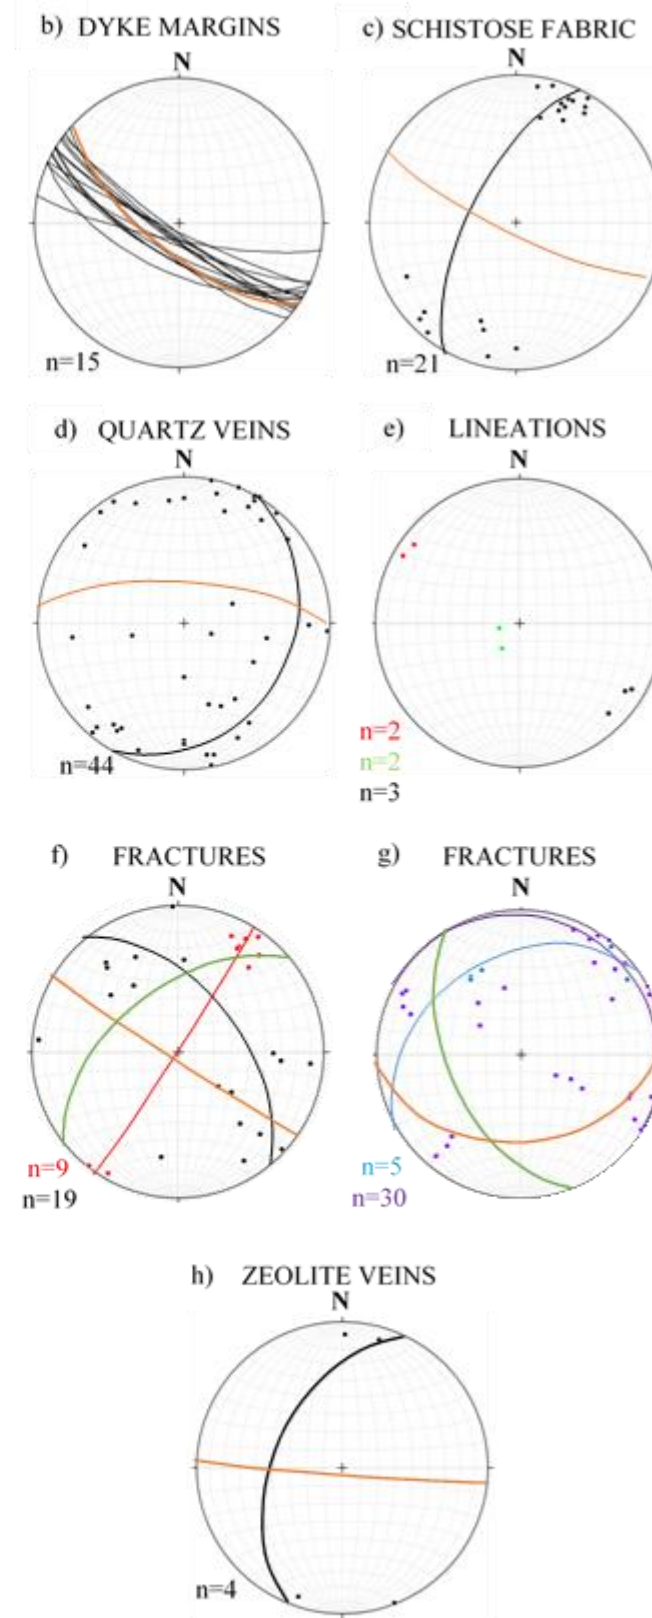 b) DYKE MARGINS
N
n=15
c) SCHISTOSE FABRIC
N
n=21
d) QUARTZ VEINS
N
n=44
e) LINEATIONS
N
n=2
n=2
n=3
f) FRACTURES
N
n=9
n=19
g) FRACTURES
N
n=5
n=30
h) ZEOLITE VEINS
N
n=4